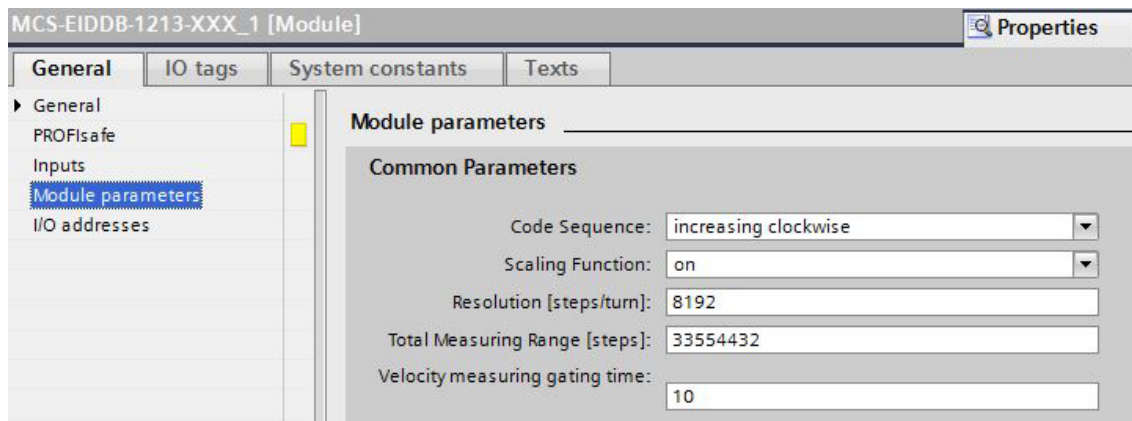 MCS-EIDDB-1213-XXX_1 [Module]
Properties
General
IO tags
System constants
Texts
General
PROFIsafe
Inputs
Module parameters
I/O addresses
Module parameters
Common Parameters
Code Sequence: increasing clockwise
Scaling Function: on
Resolution [steps/turn]: 8192
Total Measuring Range [steps]: 33554432
Velocity measuring gating time:
10